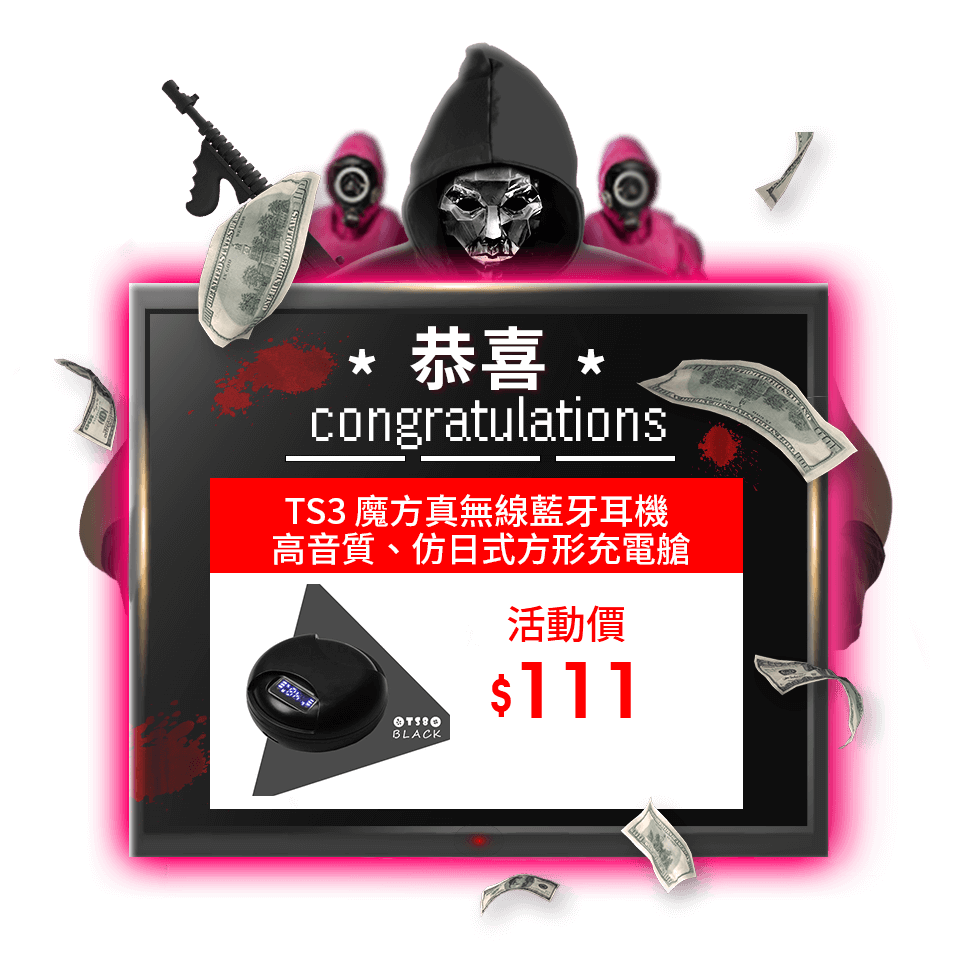 * 恭喜 *
congratulations
TS3 魔方真無線藍牙耳機
高音質、仿日式方形充電艙
活動價
$111
TS8
BLACK